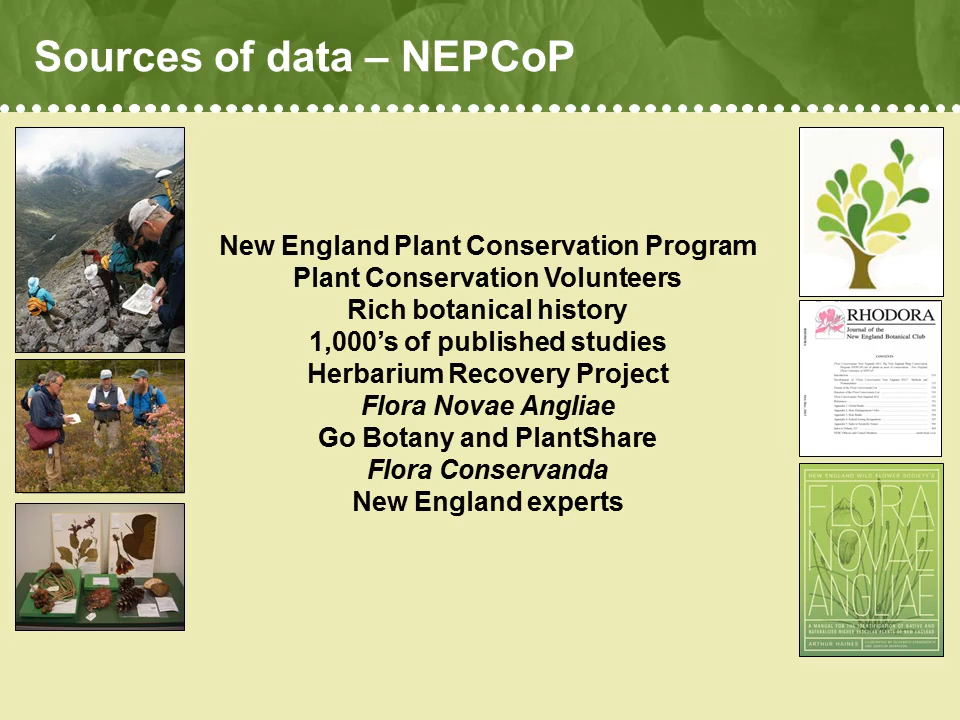 Sources of data – NEPCoP
New England Plant Conservation Program
Plant Conservation Volunteers
Rich botanical history
1,000’s of published studies
Herbarium Recovery Project
Flora Novae Angliae
Go Botany and PlantShare
Flora Conservanda
New England experts
RHODORA
Journal of the
New England Botanical Club
NEW ENGLAND WILD FLOWER SOCIETY'S
FLORA
NOVAE
ANGLIAE
A MANUAL FOR THE IDENTIFICATION OF NATIVE AND
NATURALIZED HIGHER VASCULAR PLANTS OF NEW ENGLAND
ARTHUR HAINES